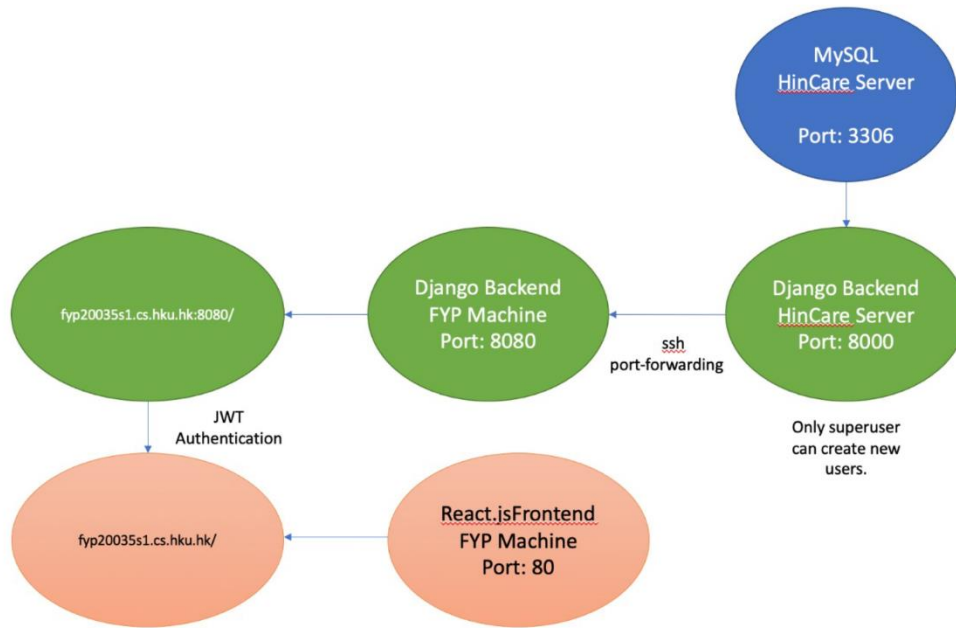 MySQL
HinCare Server
Port: 3306
fyp20035s1.cs.hku.hk:8080/
Django Backend
FYP Machine
Port: 8080
Django Backend
HinCare Server
Port: 8000
ssh
port-forwarding
JWT
Authentication
Only superuser
can create new
users.
fyp20035s1.cs.hku.hk/
React.jsFrontend
FYP Machine
Port: 80